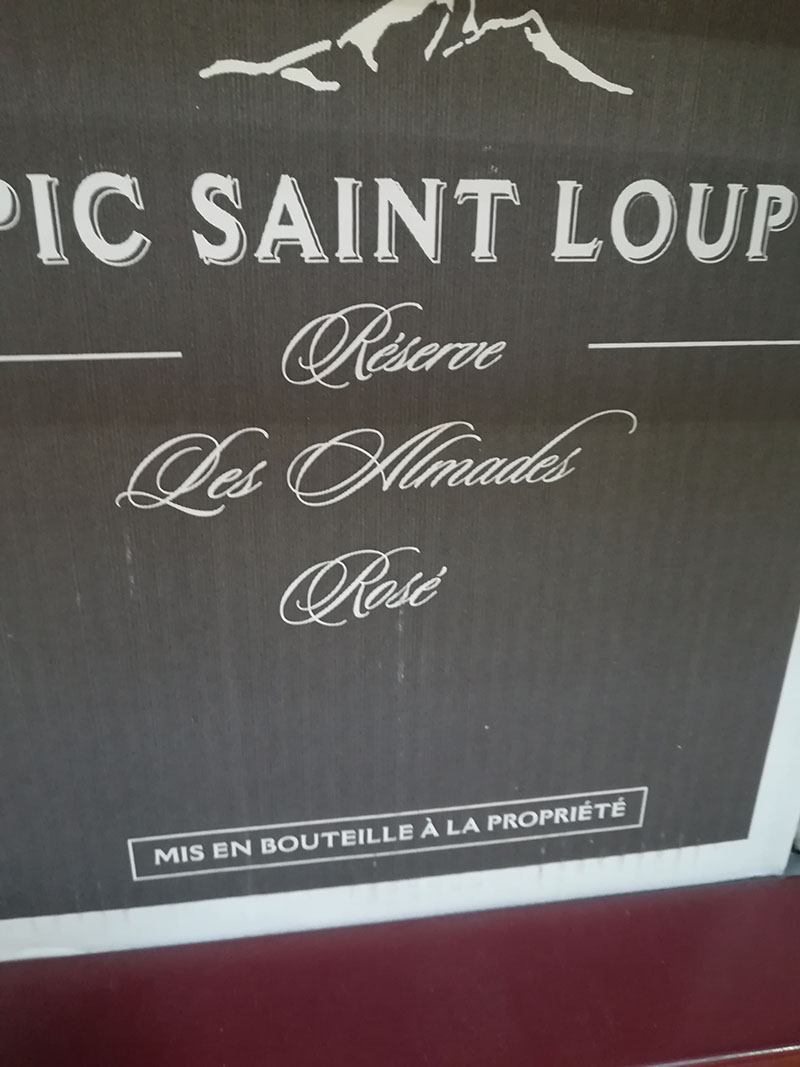 PIC SAINT LOUP
Réserve
Les Almades
Rosé
MIS EN BOUTEILLE À LA PROPRIÉTÉ